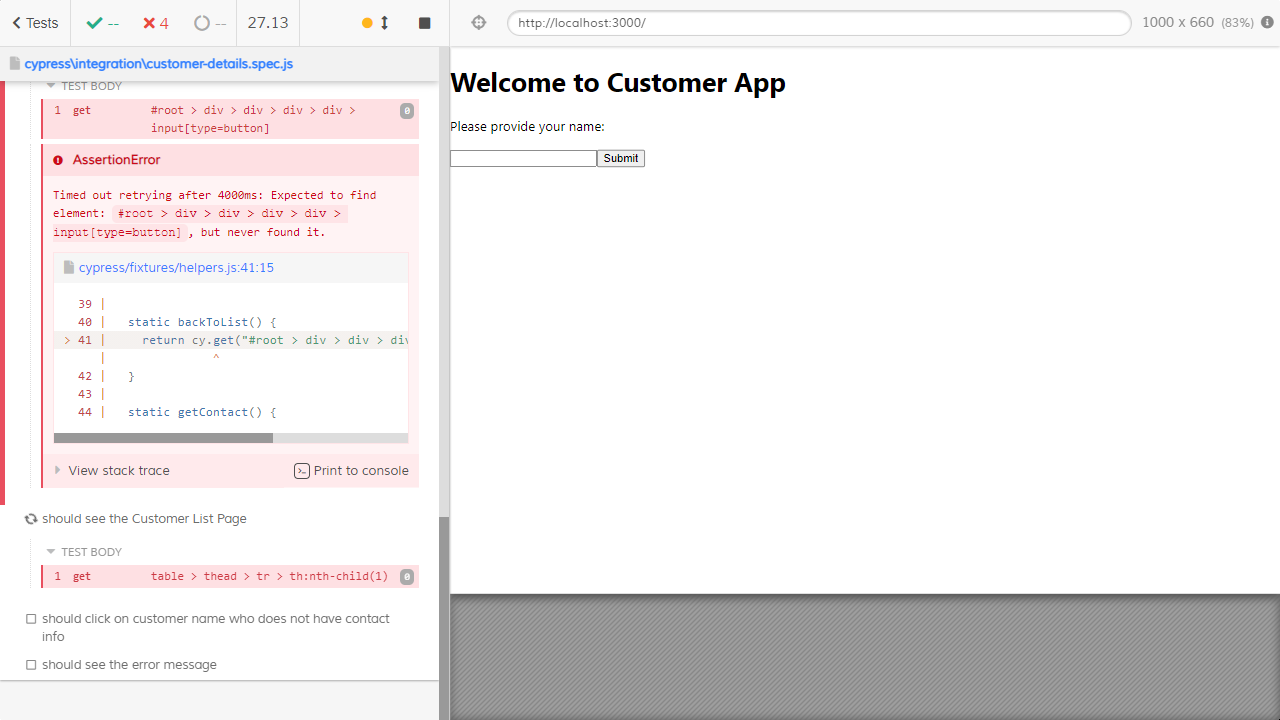 Tests -- 4 -- 27.13
http://localhost:3000/ 1000 x 660 (83%)
cypress\integration\customer-details.spec.js
TEST BODY
1 get #root > div > div > div > div > 0
input[type=button]
AssertionError
Timed out retrying after 4000ms: Expected to find
element: #root > div > div > div > div >
input[type=button] , but never found it.
cypress/fixtures/helpers.js:41:15
39 |
40 | static backToList() {
> 41 | return cy.get("#root > div > div > div
| ^
42 | }
43 |
44 | static getContact() {
View stack trace Print to console
should see the Customer List Page
TEST BODY
1 get table > thead > tr > th:nth-child(1) 0
should click on customer name who does not have contact
info
should see the error message
Welcome to Customer App
Please provide your name:
Submit